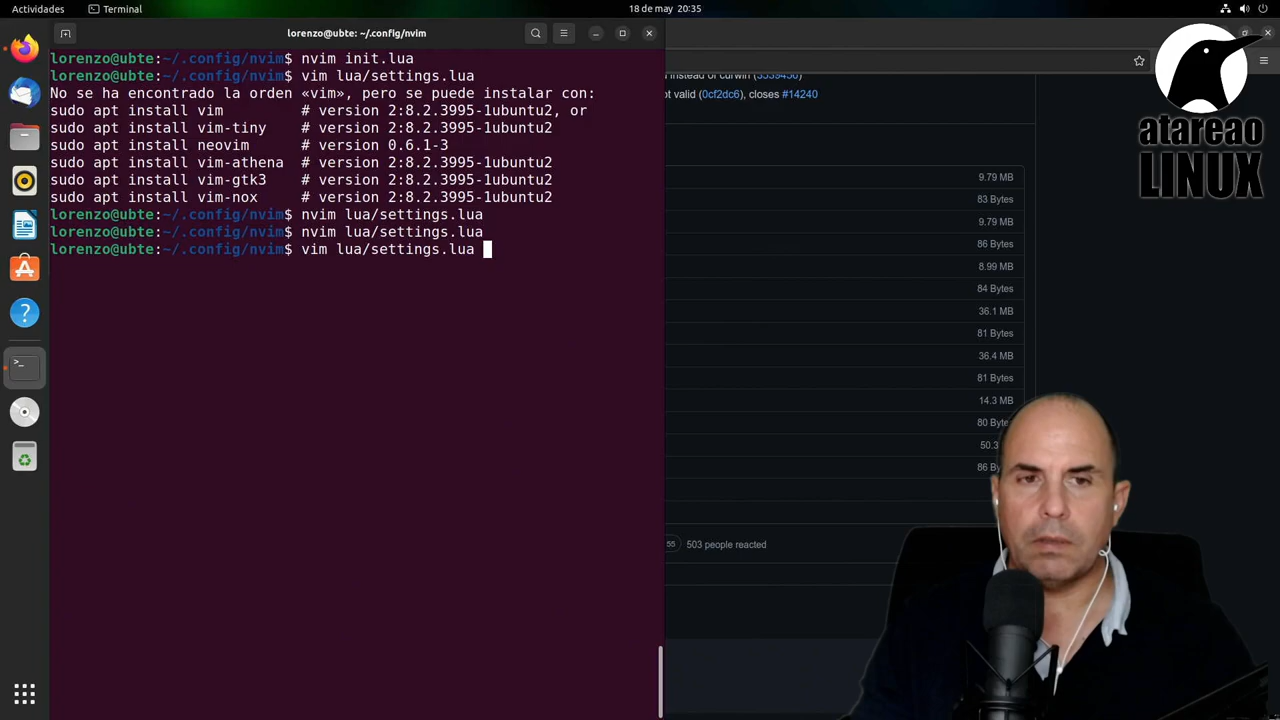 Actividades
Terminal
18 de may 20:35
lorenzo@ubte: ~/.config/nvim
lorenzo@ubte:~/.config/nvim$ nvim init.lua
lorenzo@ubte:~/.config/nvim$ vim lua/settings.lua
No se ha encontrado la orden «vim», pero se puede instalar con:
sudo apt install vim # version 2:8.2.3995-1ubuntu2, or
sudo apt install vim-tiny # version 2:8.2.3995-1ubuntu2
sudo apt install neovim # version 0.6.1-3
sudo apt install vim-athena # version 2:8.2.3995-1ubuntu2
sudo apt install vim-gtk3 # version 2:8.2.3995-1ubuntu2
sudo apt install vim-nox # version 2:8.2.3995-1ubuntu2
lorenzo@ubte:~/.config/nvim$ nvim lua/settings.lua
lorenzo@ubte:~/.config/nvim$ nvim lua/settings.lua
lorenzo@ubte:~/.config/nvim$ vim lua/settings.lua
instead of curwin (3539456)
valid (0cf2dc6), closes #14240
9.79 MB
83 Bytes
9.79 MB
86 Bytes
8.99 MB
84 Bytes
36.1 MB
81 Bytes
36.4 MB
81 Bytes
14.3 MB
80 Bytes
50.3
86 Bytes
55 503 people reacted
atareao
LINUX